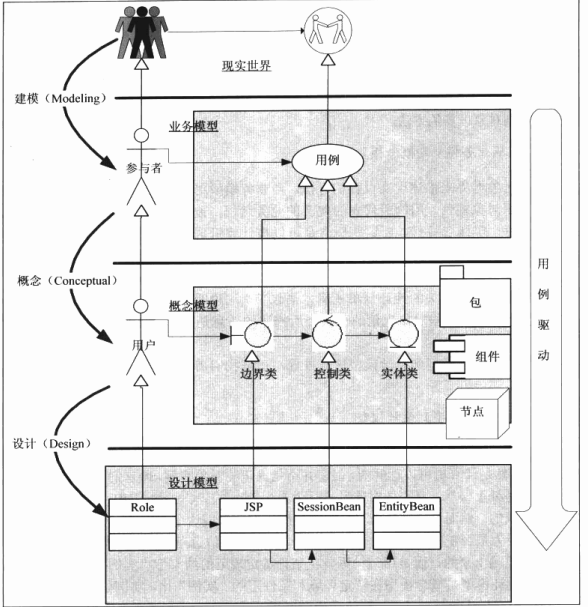 现实世界
建模（Modeling）
业务模型
参与者
用例
概念（Conceptual）
概念模型
包
用户
组件
边界类
控制类
实体类
节点
设计（Design）
设计模型
Role
JSP
SessionBean
EntityBean
用例驱动